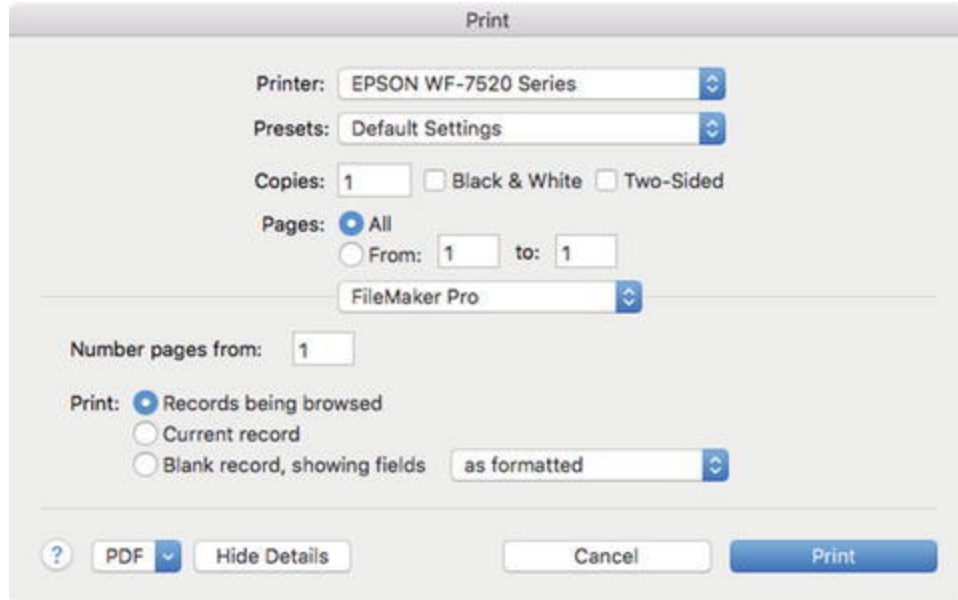 Print
Printer: EPSON WF-7520 Series
Presets: Default Settings
Copies: 1 Black & White Two-Sided
Pages: All
From: 1 to: 1
FileMaker Pro
Number pages from: 1
Print: Records being browsed
Current record
Blank record, showing fields as formatted
? PDF Hide Details Cancel Print